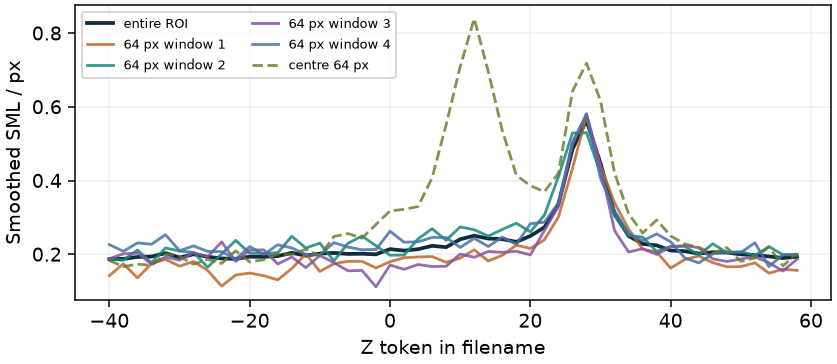 0.8
0.6
0.4
0.2
Smoothed SML / px
entire ROI
64 px window 1
64 px window 2
64 px window 3
64 px window 4
centre 64 px
−40
−20
0
20
40
60
Z token in filename